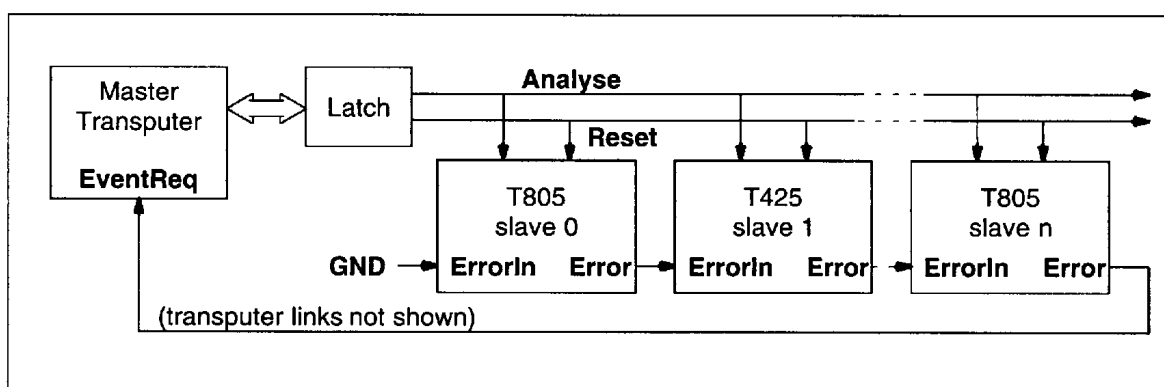 Analyse
Master
Transputer
Latch
Reset
EventReq
T805
slave 0
T425
slave 1
T805
slave n
GND
ErrorIn Error
ErrorIn Error
ErrorIn Error
(transputer links not shown)